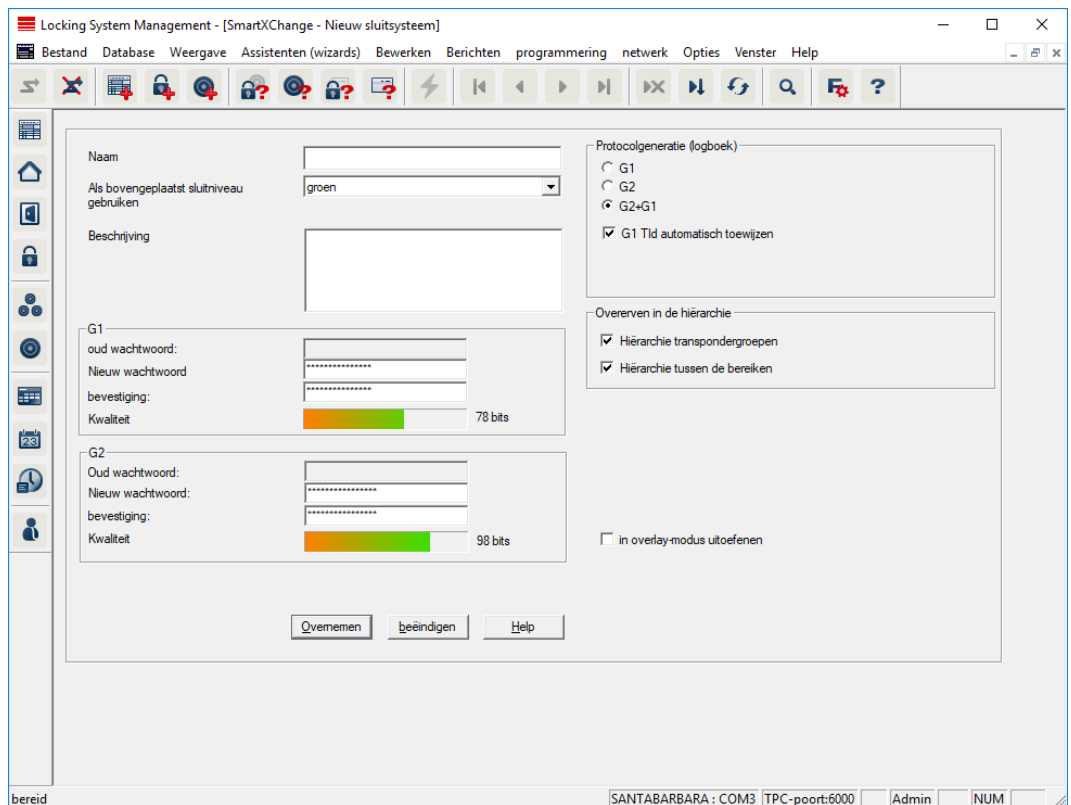 Locking System Management - [SmartXChange - Nieuw sluitsysteem]
Bestand Database Weergave Assistenten (wizards) Bewerken Berichten programmering netwerk Opties Venster Help
Naam
Als bovengeplaatst sluitniveau
gebruiken
groen
Beschrijving
G1
oud wachtwoord:
Nieuw wachtwoord
***************
bevestiging:
***************
Kwaliteit
78 bits
G2
Oud wachtwoord:
Nieuw wachtwoord:
****************
bevestiging:
****************
Kwaliteit
98 bits
Protocolgeneratie (logboek)
G1
G2
G2+G1
G1 TId automatisch toewijzen
Overerven in de hiërarchie
Hiërarchie transpondergroepen
Hiërarchie tussen de bereiken
in overlay-modus uitoefenen
Overnemen beëindigen Help
23
bereid
SANTABARBARA : COM3 TPC-poort:6000 Admin NUM